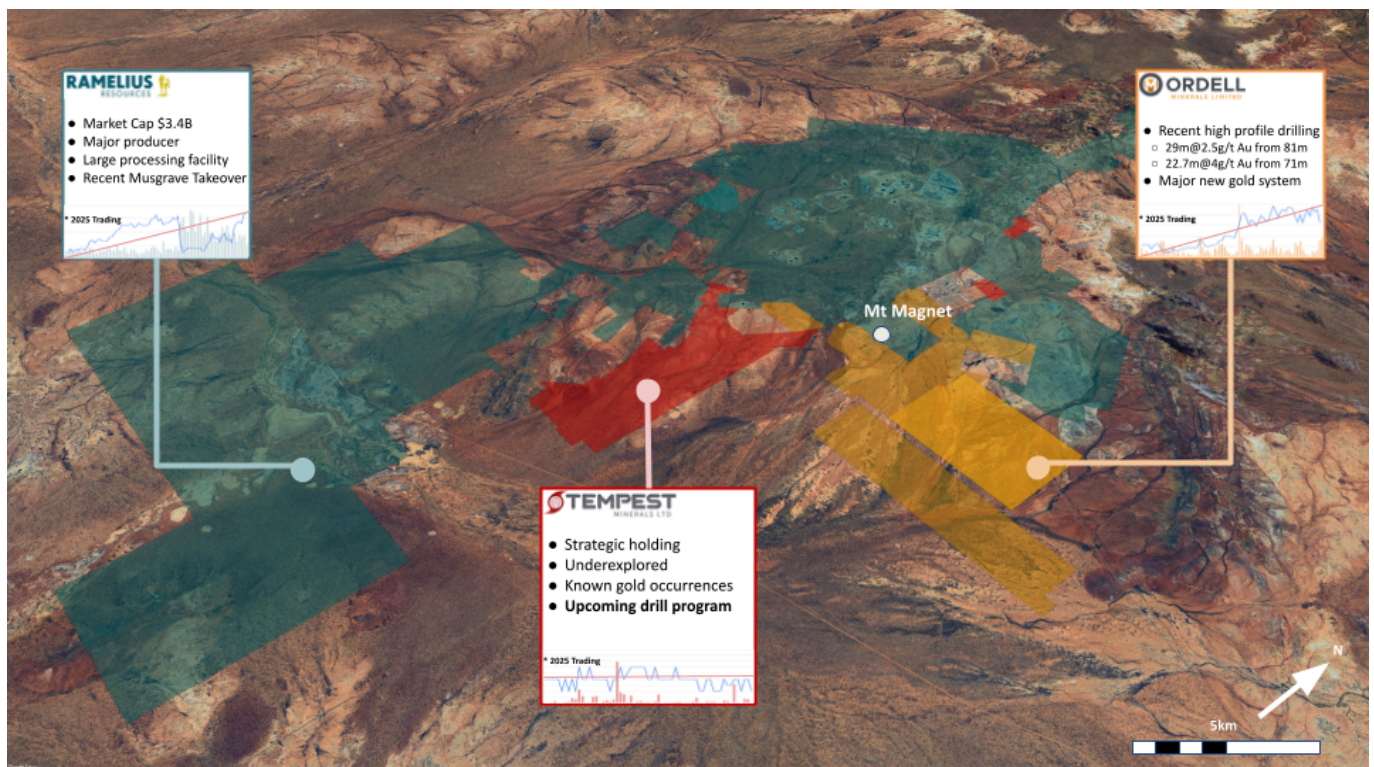 RAMELIUS
RESOURCES
● Market Cap $3.4B
● Major producer
● Large processing facility
● Recent Musgrave Takeover
* 2025 Trading
ORDELL
MINERALS LIMITED
● Recent high profile drilling
○ 29m@2.5g/t Au from 81m
○ 22.7m@4g/t Au from 71m
● Major new gold system
* 2025 Trading
Mt Magnet
TEMPEST
MINERALS LTD
● Strategic holding
● Underexplored
● Known gold occurrences
● Upcoming drill program
* 2025 Trading
N
5km